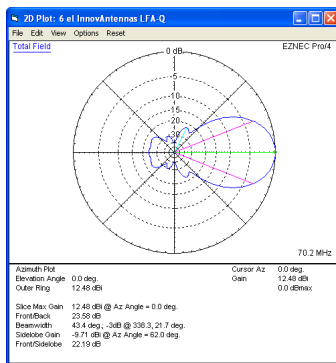 2D Plot: 6 el InnovAntennas LFA-Q
File Edit View Options Reset
Total Field
EZNEC Pro/4
0 dB
-5
-10
-15
-20
-30
70.2 MHz
Azimuth Plot
Elevation Angle 0.0 deg.
Outer Ring 12.48 dBi
Cursor Az 0.0 deg.
Gain 12.48 dBi
0.0 dBmax
Slice Max Gain 12.48 dBi @ Az Angle = 0.0 deg.
Front/Back 23.58 dB
Beamwidth 43.4 deg.; -3dB @ 338.3, 21.7 deg.
Sidelobe Gain -9.71 dBi @ Az Angle = 62.0 deg.
Front/Sidelobe 22.19 dB